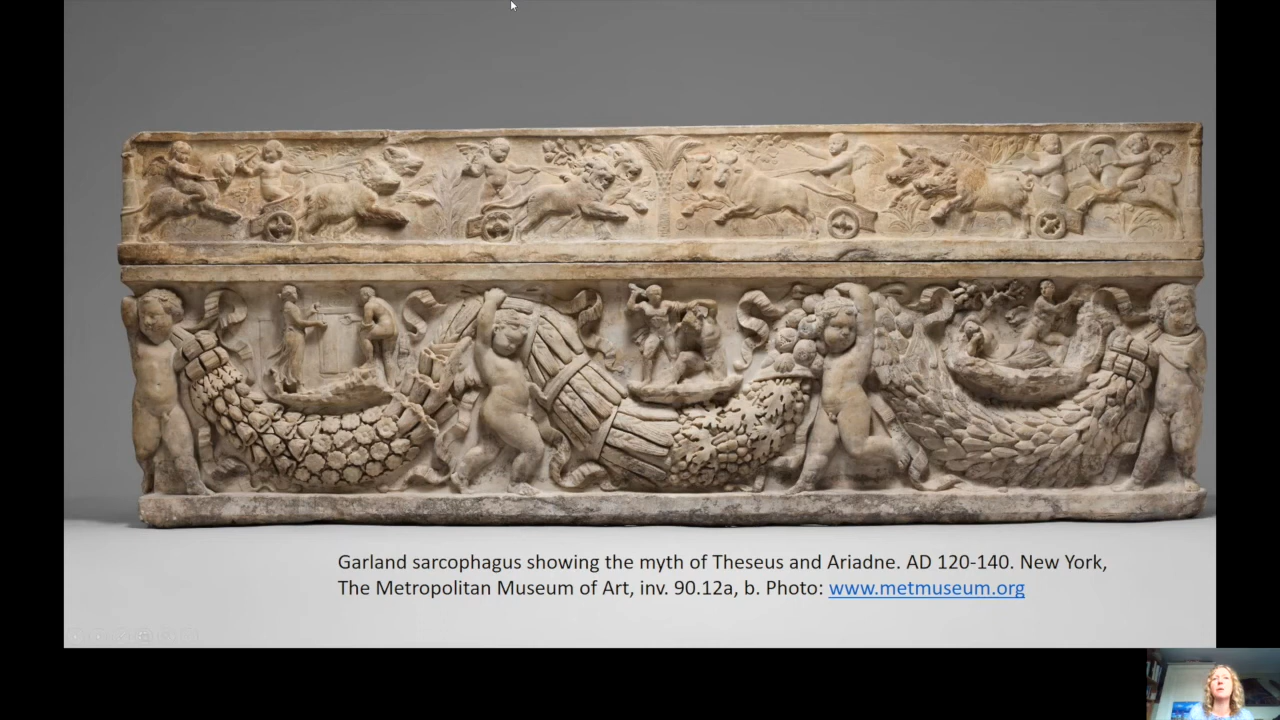 Garland sarcophagus showing the myth of Theseus and Ariadne. AD 120-140. New York,
The Metropolitan Museum of Art, inv. 90.12a, b. Photo: www.metmuseum.org